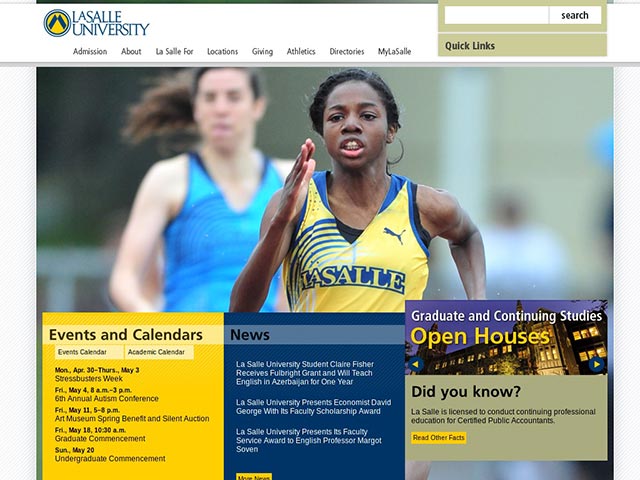 LASALLE
UNIVERSITY
search
Quick Links
Admission About La Salle For Locations Giving Athletics Directories MyLaSalle
LASALLE
Graduate and Continuing Studies
Open Houses
Events and Calendars
Events Calendar Academic Calendar
Mon., Apr. 30–Thurs., May 3
Stressbusters Week
Fri., May 4, 8 a.m.–3 p.m.
6th Annual Autism Conference
Fri., May 11, 5–8 p.m.
Art Museum Spring Benefit and Silent Auction
Fri., May 18, 10:30 a.m.
Graduate Commencement
Sun., May 20
Undergraduate Commencement
News
La Salle University Student Claire Fisher
Receives Fulbright Grant and Will Teach
English in Azerbaijan for One Year
La Salle University Presents Economist David
George With Its Faculty Scholarship Award
La Salle University Presents Its Faculty
Service Award to English Professor Margot
Soven
More News
Did you know?
La Salle is licensed to conduct continuing professional
education for Certified Public Accountants.
Read Other Facts